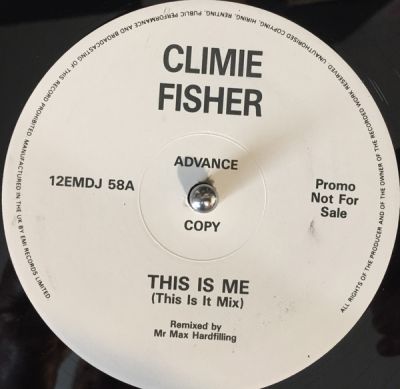 CLIMIE
FISHER
ADVANCE
12EMDJ 58A
Promo
Not For
Sale
COPY
THIS IS ME
(This Is It Mix)
Remixed by
Mr Max Hardfilling
ALL RIGHTS OF THE PRODUCER AND OF THE OWNER OF THE RECORDED WORK RESERVED. UNAUTHORISED COPYING, HIRING, RENTING, PUBLIC PERFORMANCE AND BROADCASTING OF THIS RECORD PROHIBITED. MANUFACTURED IN THE UK BY EMI RECORDS LIMITED.